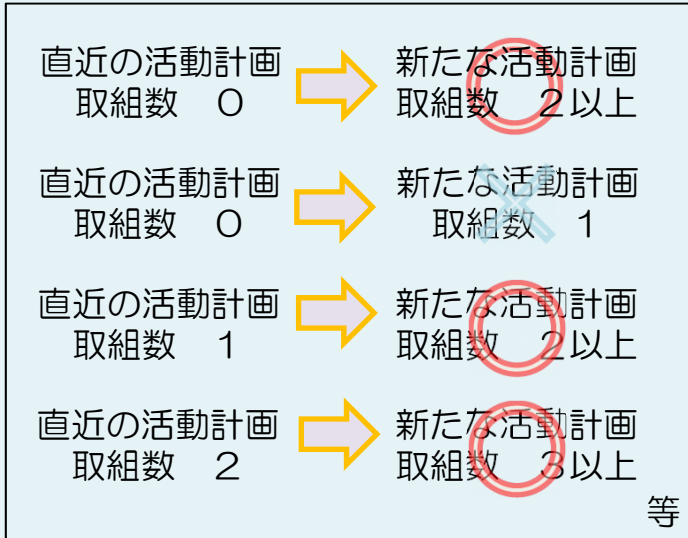 直近の活動計画
取組数　0
新たな活動計画
取組数　2以上
直近の活動計画
取組数　0
新たな活動計画
取組数　1
直近の活動計画
取組数　1
新たな活動計画
取組数　2以上
直近の活動計画
取組数　2
新たな活動計画
取組数　3以上
等